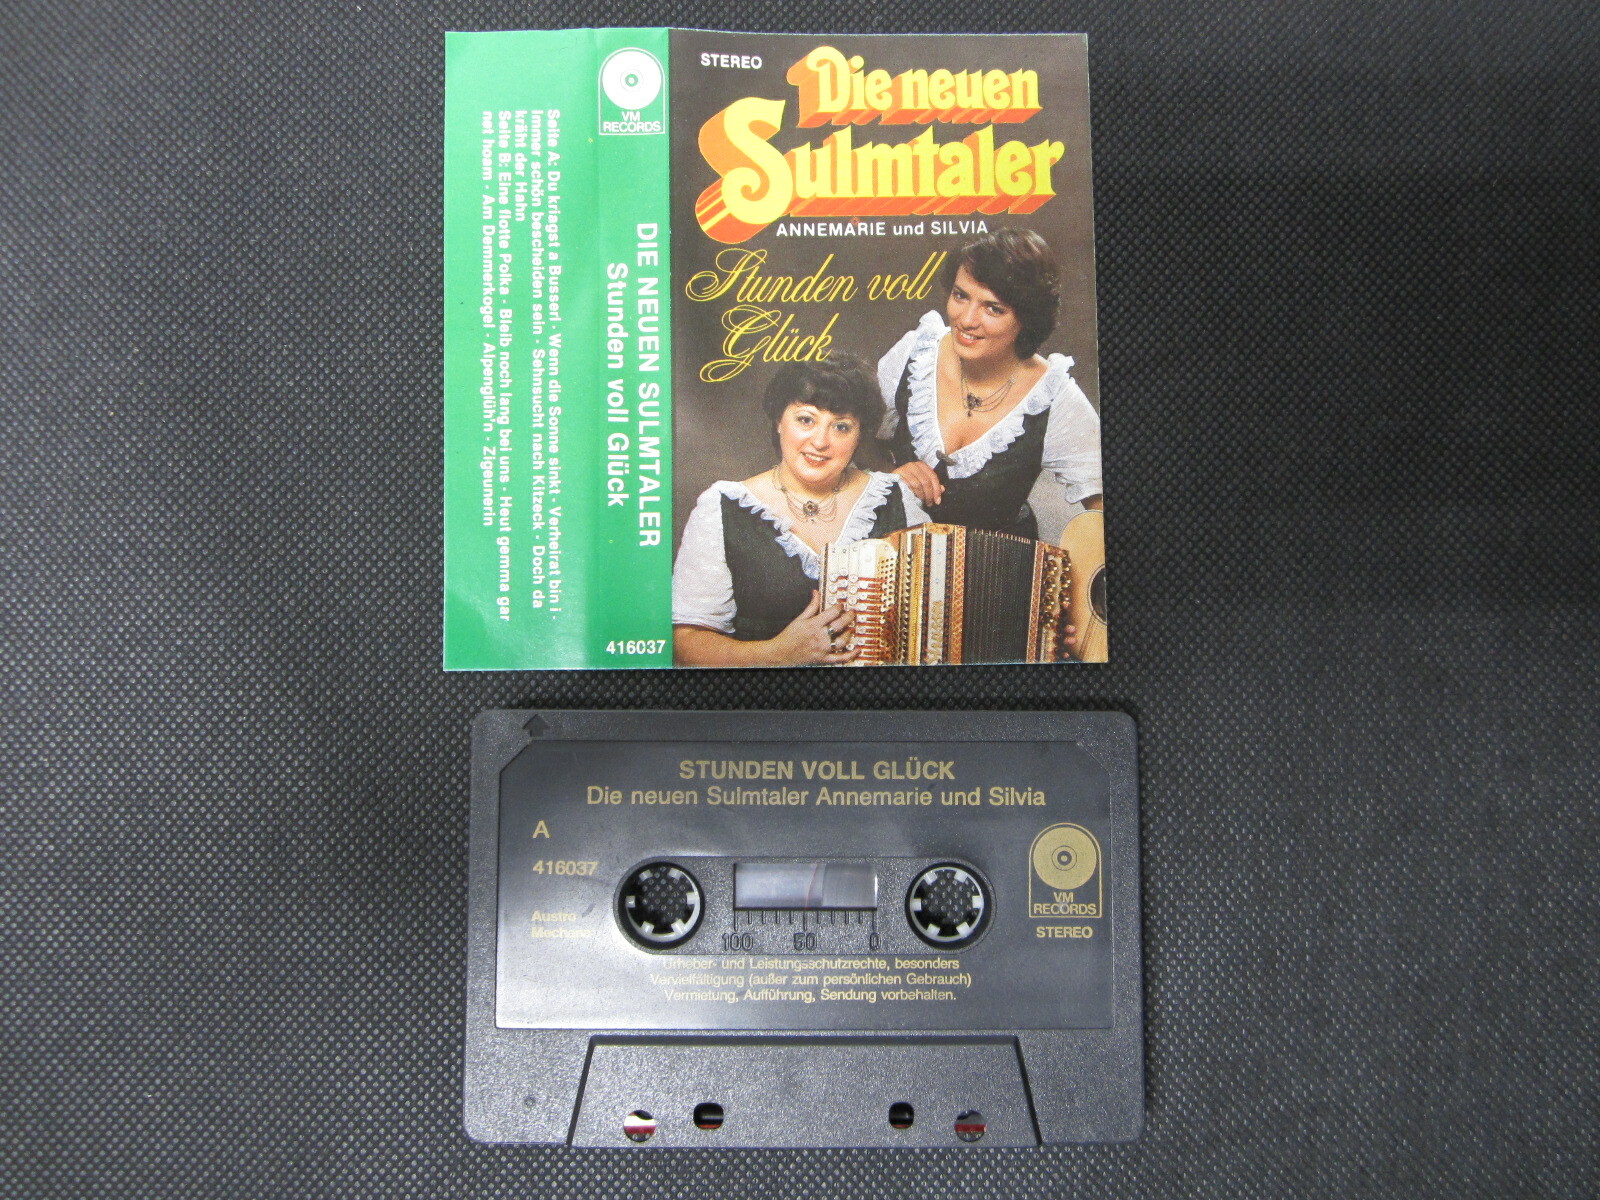 STEREO
Die neuen
Sulmtaler
ANNEMARIE und SILVIA
Stunden voll
Glück
VM
RECORDS
DIE NEUEN SULMTALER
Stunden voll Glück
416037
Seite A: Du kriagst a Busserl · Wenn die Sonne sinkt · Verheirat bin i ·
Immer schön bescheiden sein · Sehnsucht nach Kitzeck · Doch da
kräht der Hahn
Seite B: Eine flotte Polka · Bleib noch lang bei uns · Heut gemma gar
net hoam · Am Demmerkogel · Alpenglüh'n · Zigeunerin
STUNDEN VOLL GLÜCK
Die neuen Sulmtaler Annemarie und Silvia
A
416037
Austro
Mechana
VM
RECORDS
STEREO
100 50 0
Urheber- und Leistungsschutzrechte, besonders
Vervielfältigung (außer zum persönlichen Gebrauch)
Vermietung, Aufführung, Sendung vorbehalten.